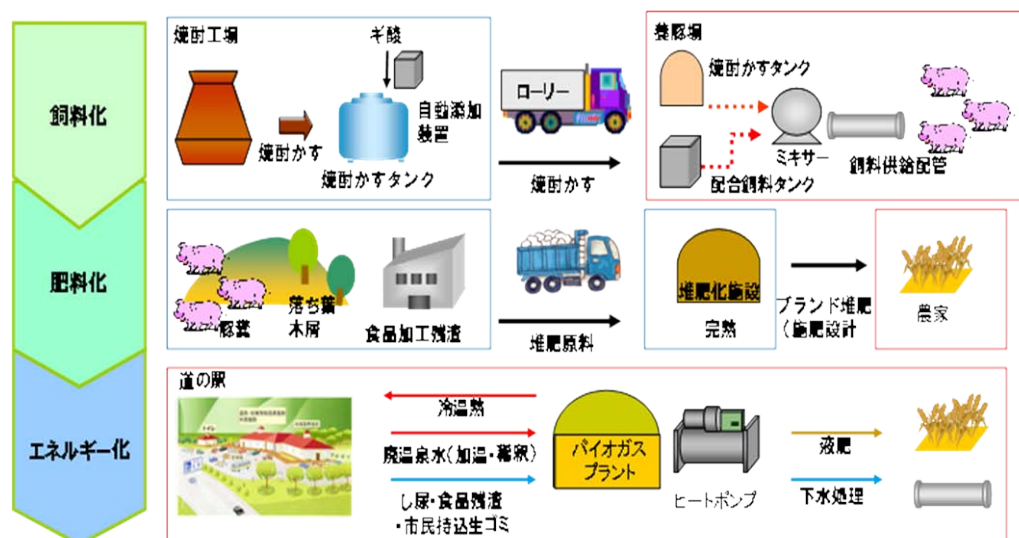 飼料化
焼酎工場
ギ酸
自動添加
装置
焼酎かす
焼酎かすタンク
ローリー
焼酎かす
養豚場
焼酎かすタンク
ミキサー
配合飼料タンク
飼料供給配管
肥料化
豚糞
落ち葉
木屑
食品加工残渣
堆肥原料
堆肥化施設
完熟
ブランド堆肥
(施肥設計
農家
エネルギー化
道の駅
トイレ
冷温熱
廃温泉水(加温・希釈)
し尿・食品残渣
・市民持込生ゴミ
バイオガス
プラント
ヒートポンプ
液肥
下水処理